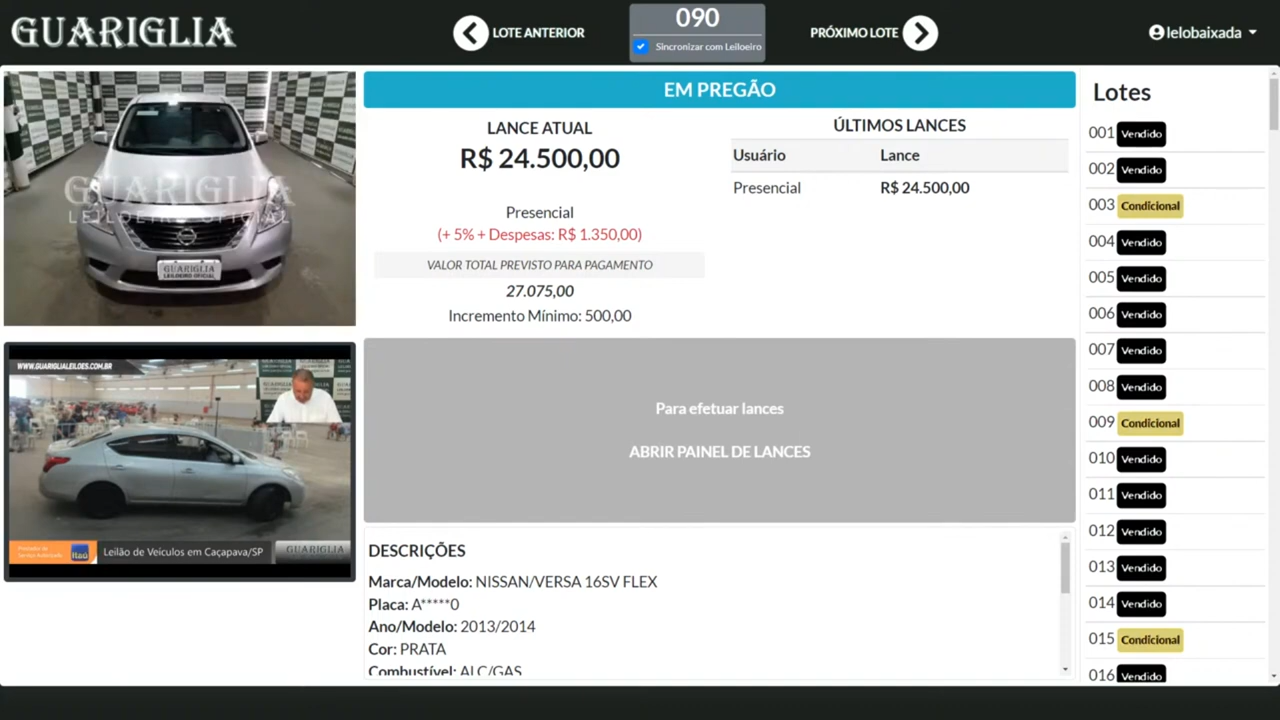 GUARIGLIA
LOTE ANTERIOR
090
Sincronizar com Leiloeiro
PRÓXIMO LOTE
lelobaixada
GUARIGLIA
LEILOEIRO OFICIAL
GUARIGLIA
LEILOEIRO OFICIAL
EM PREGÃO
LANCE ATUAL
R$ 24.500,00
Presencial
(+ 5% + Despesas: R$ 1.350,00)
VALOR TOTAL PREVISTO PARA PAGAMENTO
27.075,00
Incremento Mínimo: 500,00
ÚLTIMOS LANCES
Usuário Lance
Presencial R$ 24.500,00
WWW.GUARIGLIALEILOES.COM.BR
Itaú
Leilão de Veículos em Caçapava/SP
GUARIGLIA
Para efetuar lances
ABRIR PAINEL DE LANCES
DESCRIÇÕES
Marca/Modelo: NISSAN/VERSA 16SV FLEX
Placa: A*****0
Ano/Modelo: 2013/2014
Cor: PRATA
Combustível: ALC/GAS
Lotes
001 Vendido
002 Vendido
003 Condicional
004 Vendido
005 Vendido
006 Vendido
007 Vendido
008 Vendido
009 Condicional
010 Vendido
011 Vendido
012 Vendido
013 Vendido
014 Vendido
015 Condicional
016 Vendido